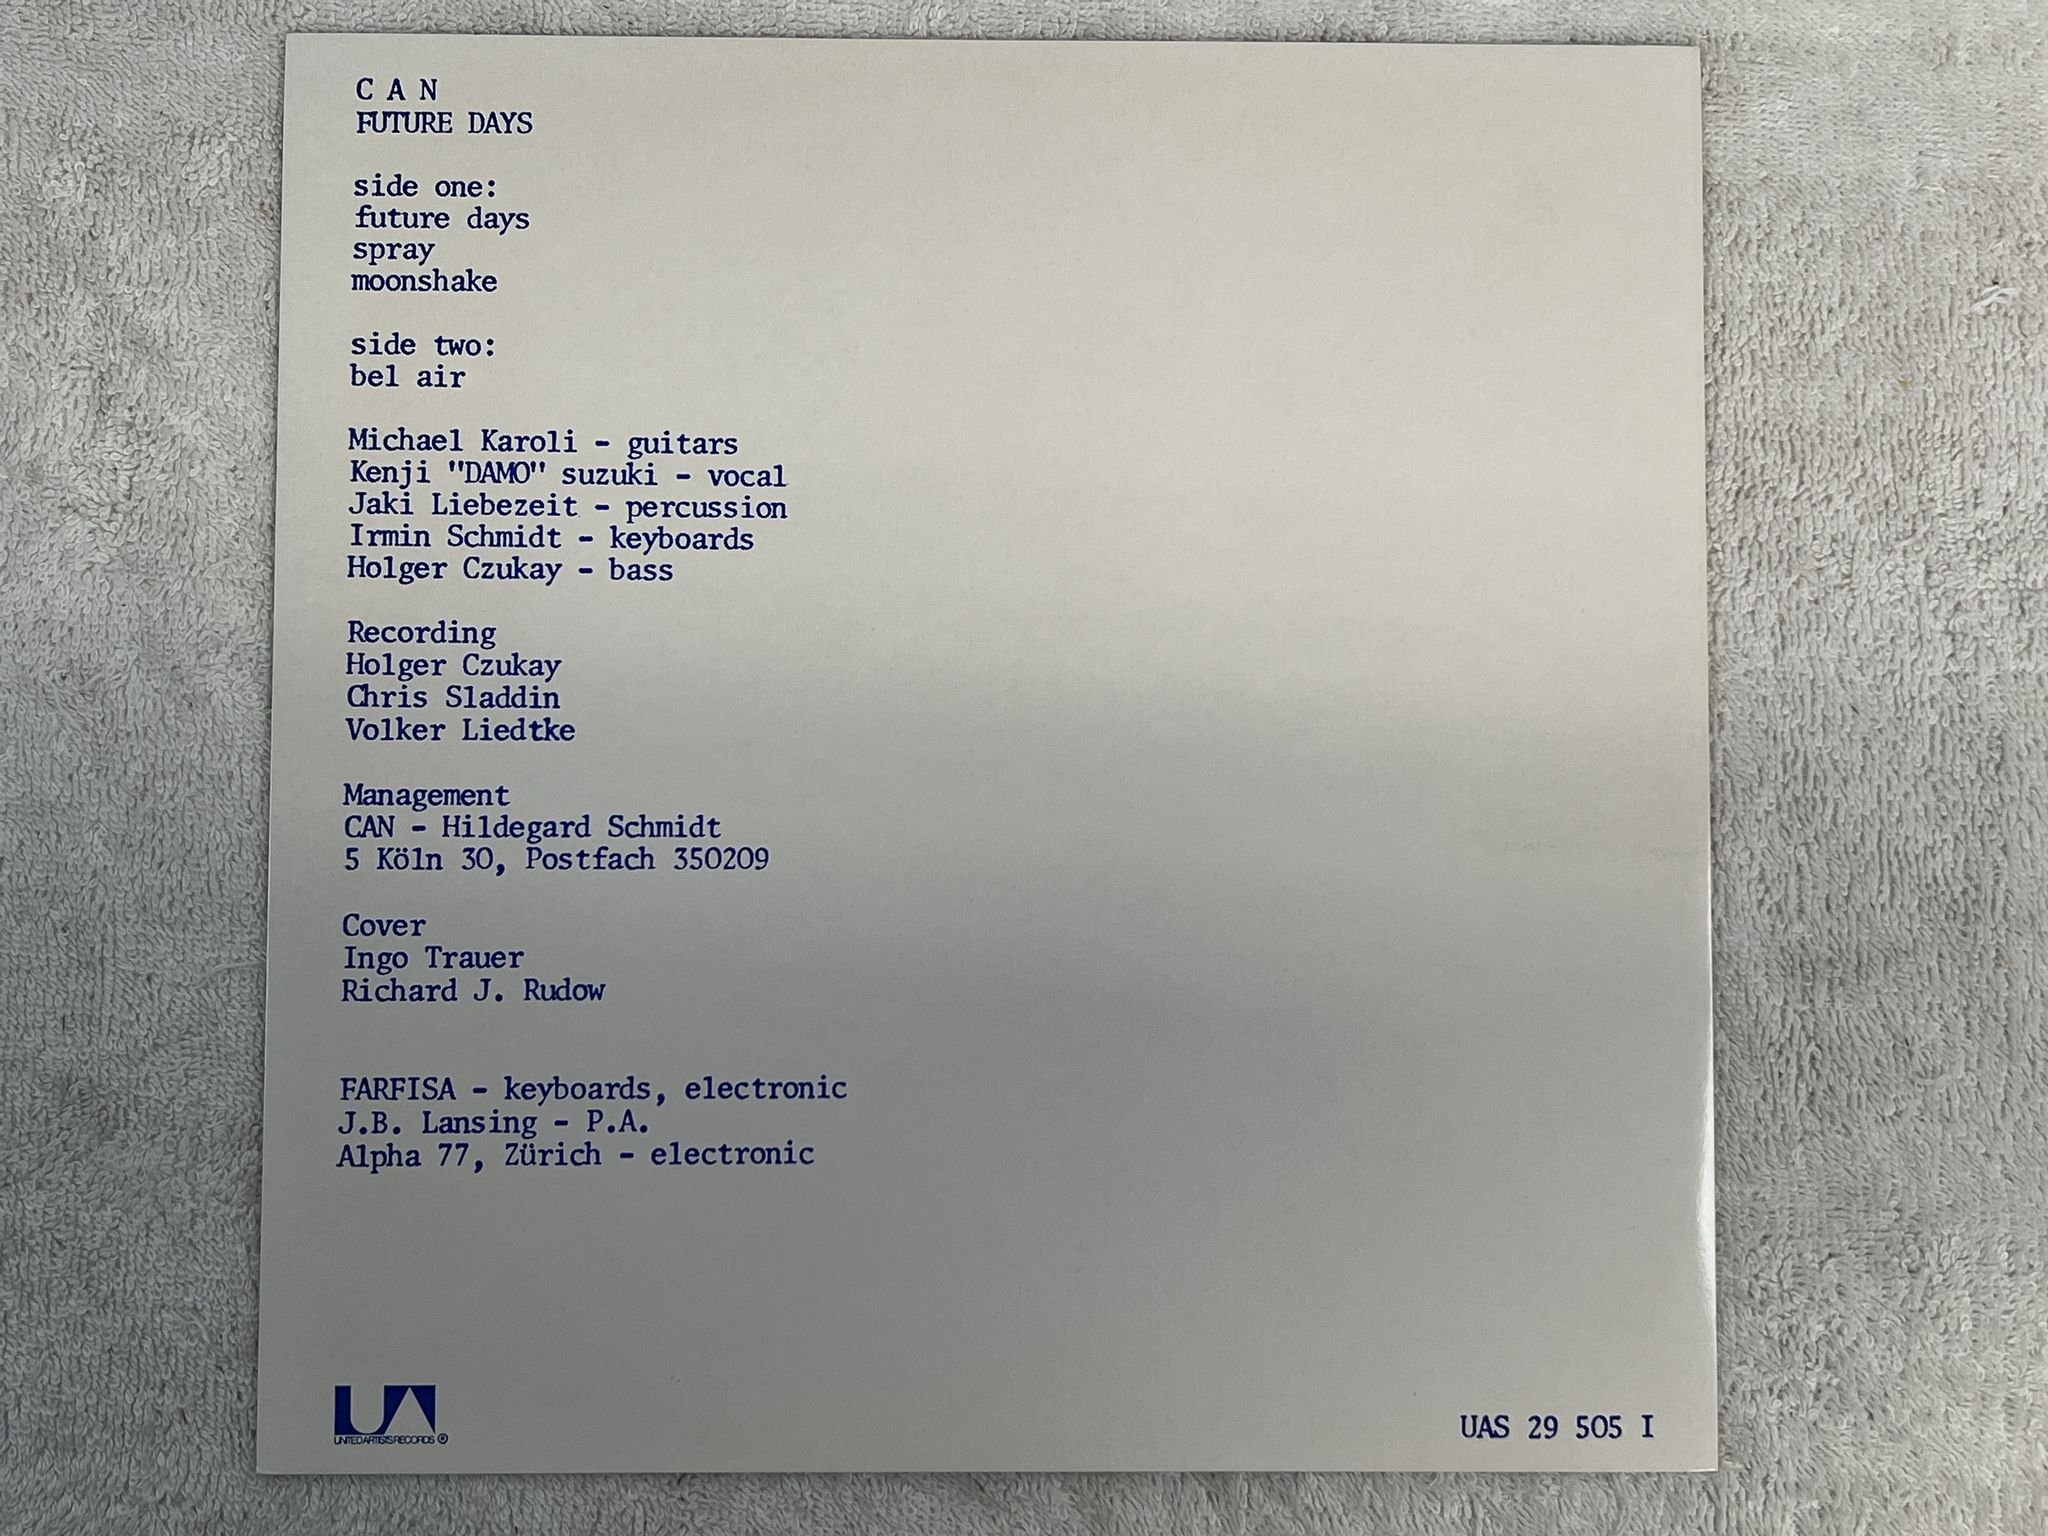 C A N
FUTURE DAYS
side one:
future days
spray
moonshake
side two:
bel air
Michael Karoli - guitars
Kenji "DAMO" suzuki - vocal
Jaki Liebezeit - percussion
Irmin Schmidt - keyboards
Holger Czukay - bass
Recording
Holger Czukay
Chris Sladdin
Volker Liedtke
Management
CAN - Hildegard Schmidt
5 Köln 30, Postfach 350209
Cover
Ingo Trauer
Richard J. Rudow
FARFISA - keyboards, electronic
J.B. Lansing - P.A.
Alpha 77, Zürich - electronic
UA
UNITED ARTISTS RECORDS ®
UAS 29 505 I